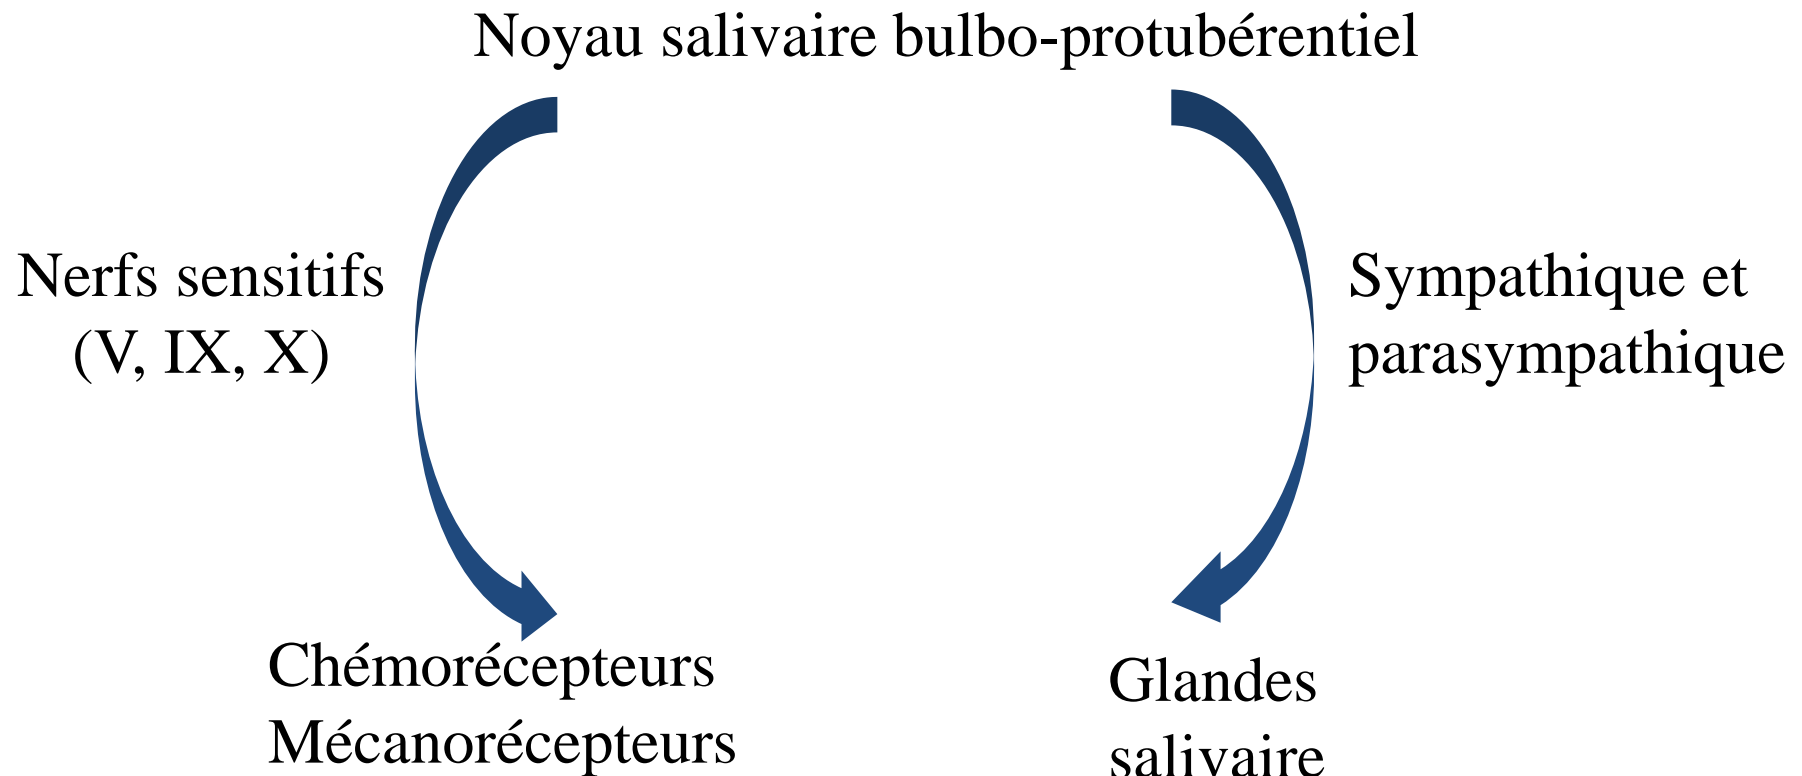 Noyau salivaire bulbo-protubérentiel
Nerfs sensitifs
(V, IX, X)
Sympathique et
parasympathique
Chémorécepteurs
Mécanorécepteurs
Glandes
salivaire